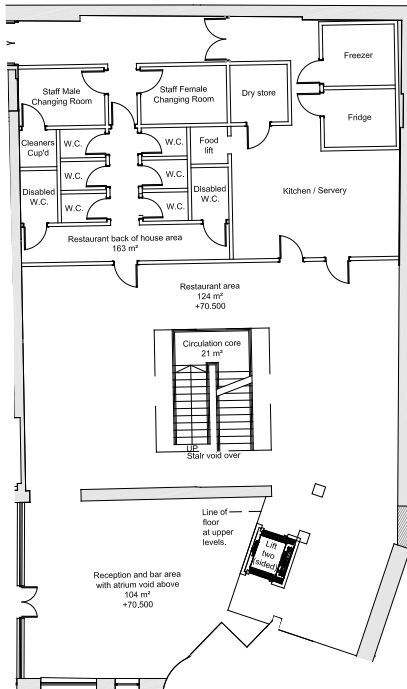 Freezer
Staff Male
Changing Room
Staff Female
Changing Room
Dry store
Fridge
Cleaners
Cup'd
W.C.
W.C.
Food
lift
W.C.
W.C.
Disabled
W.C.
Disabled
W.C.
Kitchen / Servery
W.C.
W.C.
Restaurant back of house area
163 m²
Restaurant area
124 m²
+70.500
Circulation core
21 m²
UP
Stair void over
Line of
floor
at upper
levels.
Lift
two
(sided)
Reception and bar area
with atrium void above
104 m²
+70.500